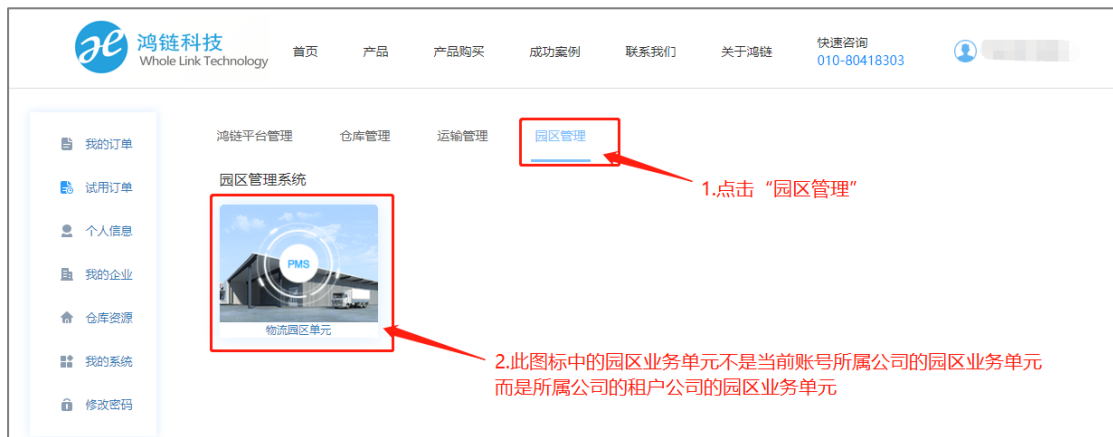 鸿链科技
Whole Link Technology
首页 产品 产品购买 成功案例 联系我们 关于鸿链
快速咨询
010-80418303
鸿链平台管理 仓库管理 运输管理 园区管理
我的订单
试用订单
个人信息
我的企业
仓库资源
我的系统
修改密码
园区管理系统
1.点击“园区管理”
PMS
物流园区单元
2.此图标中的园区业务单元不是当前账号所属公司的园区业务单元
而是所属公司的租户公司的园区业务单元